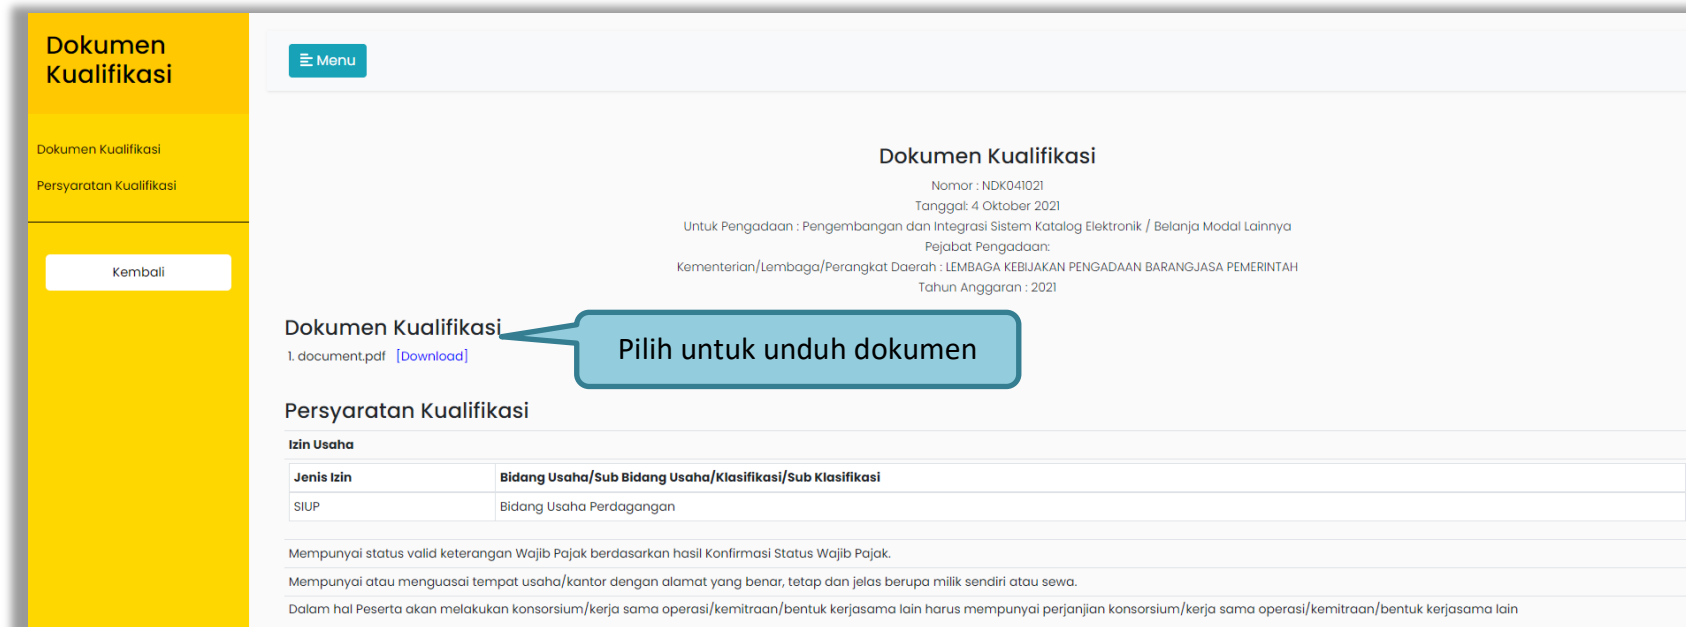 Dokumen
Kualifikasi
Menu
Dokumen Kualifikasi
Persyaratan Kualifikasi
Kembali
Dokumen Kualifikasi
Nomor : NDK041021
Tanggal: 4 Oktober 2021
Untuk Pengadaan : Pengembangan dan Integrasi Sistem Katalog Elektronik / Belanja Modal Lainnya
Pejabat Pengadaan:
Kementerian/Lembaga/Perangkat Daerah : LEMBAGA KEBIJAKAN PENGADAAN BARANGJASA PEMERINTAH
Tahun Anggaran : 2021
Dokumen Kualifikasi
1. document.pdf [Download]
Pilih untuk unduh dokumen
Persyaratan Kualifikasi
Izin Usaha
Jenis Izin Bidang Usaha/Sub Bidang Usaha/Klasifikasi/Sub Klasifikasi
SIUP Bidang Usaha Perdagangan
Mempunyai status valid keterangan Wajib Pajak berdasarkan hasil Konfirmasi Status Wajib Pajak.
Mempunyai atau menguasai tempat usaha/kantor dengan alamat yang benar, tetap dan jelas berupa milik sendiri atau sewa.
Dalam hal Peserta akan melakukan konsorsium/kerja sama operasi/kemitraan/bentuk kerjasama lain harus mempunyai perjanjian konsorsium/kerja sama operasi/kemitraan/bentuk kerjasama lain